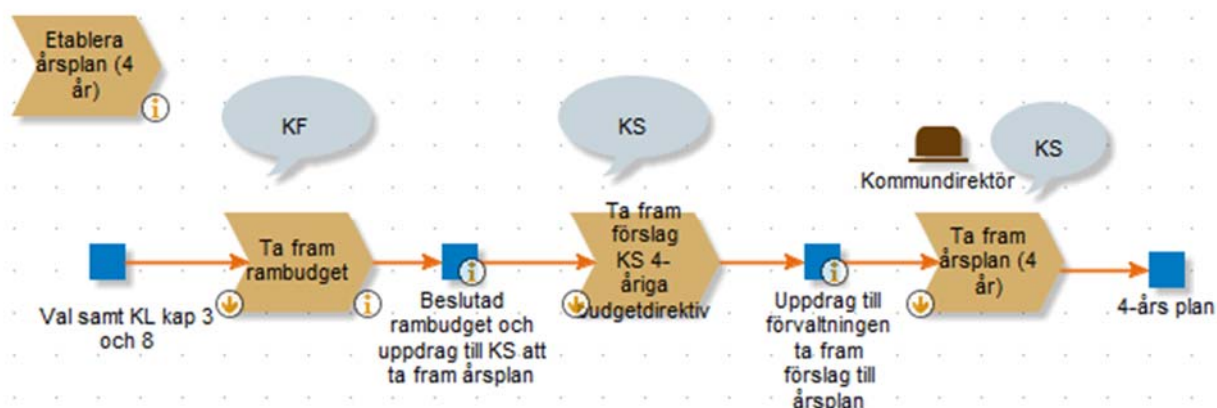 Etablera
årsplan (4
år)
KF
KS
KS
Kommundirektör
Ta fram
rambudget
Ta fram
förslag
KS 4-
åriga
budgetdirektiv
Ta fram
årsplan (4
år)
Val samt KL kap 3
och 8
Beslutad
rambudget och
uppdrag till KS att
ta fram årsplan
Uppdrag till
förvaltningen
ta fram
förslag till
årsplan
4-års plan